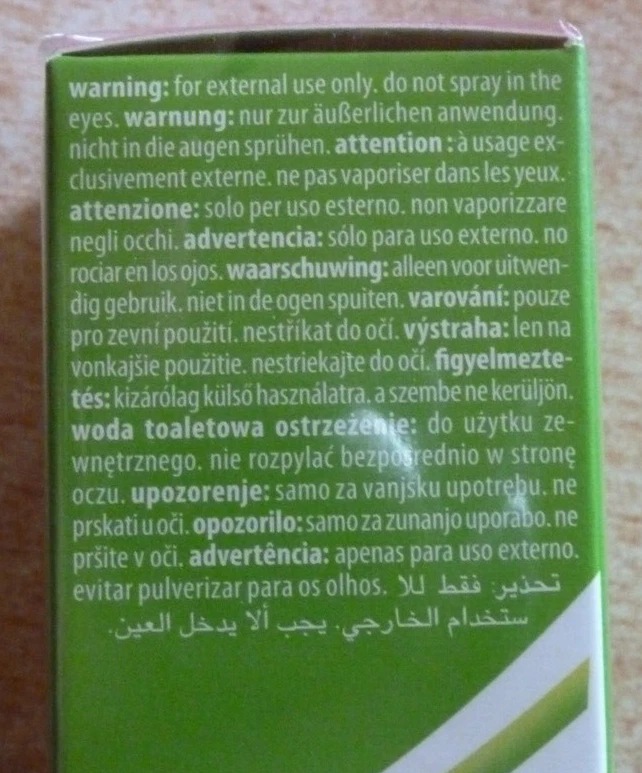 warning: for external use only. do not spray in the
eyes. warnung: nur zur äußerlichen anwendung.
nicht in die augen sprühen. attention : à usage ex-
clusivement externe. ne pas vaporiser dans les yeux.
attenzione: solo per uso esterno. non vaporizzare
negli occhi. advertencia: sólo para uso externo. no
rociar en los ojos. waarschuwing: alleen voor uitwen-
dig gebruik. niet in de ogen spuiten. varování: pouze
pro zevní použití. nestříkat do očí. výstraha: len na
vonkajšie použitie. nestriekajte do očí. figyelmezte-
tés: kizárólag külső használatra. a szembe ne kerüljön.
woda toaletowa ostrzeżenie: do użytku ze-
wnętrznego. nie rozpylać bezpośrednio w stronę
oczu. upozorenje: samo za vanjsku upotrebu. ne
prskati u oči. opozorilo: samo za zunanjo uporabo. ne
pršite v oči. advertência: apenas para uso externo.
evitar pulverizar para os olhos. تحذير: فقط للا
ستخدام الخارجي. يجب ألا يدخل العين.